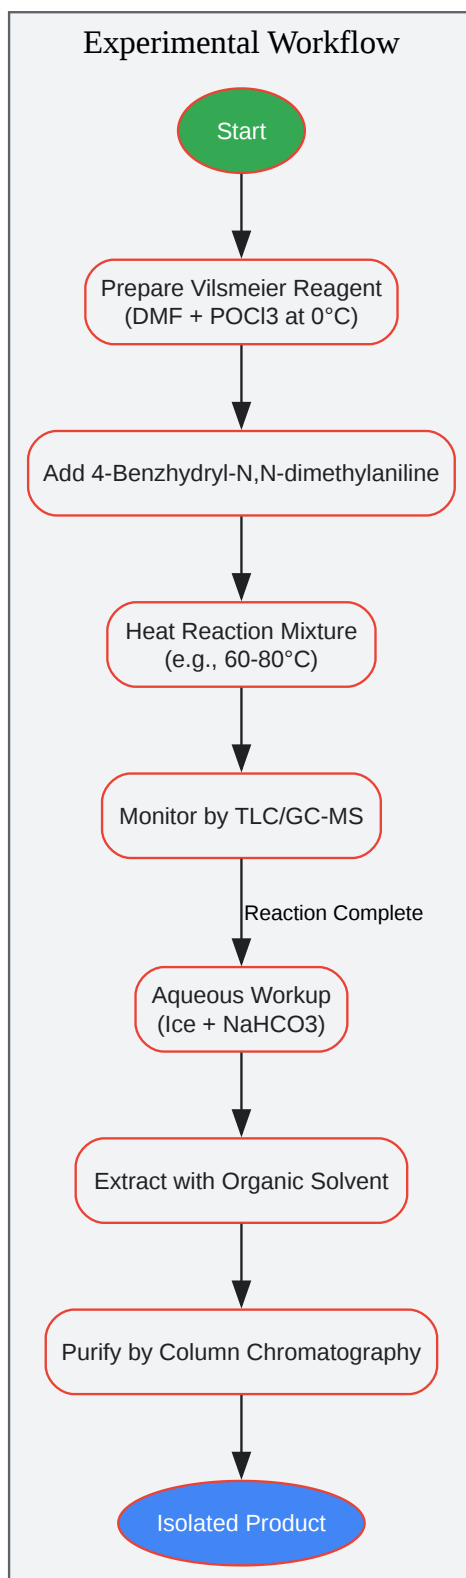 Experimental Workflow
Start
Prepare Vilsmeier Reagent
(DMF + POCl3 at 0°C)
Add 4-Benzhydryl-N,N-dimethylaniline
Heat Reaction Mixture
(e.g., 60-80°C)
Monitor by TLC/GC-MS
Reaction Complete
Aqueous Workup
(Ice + NaHCO3)
Extract with Organic Solvent
Purify by Column Chromatography
Isolated Product